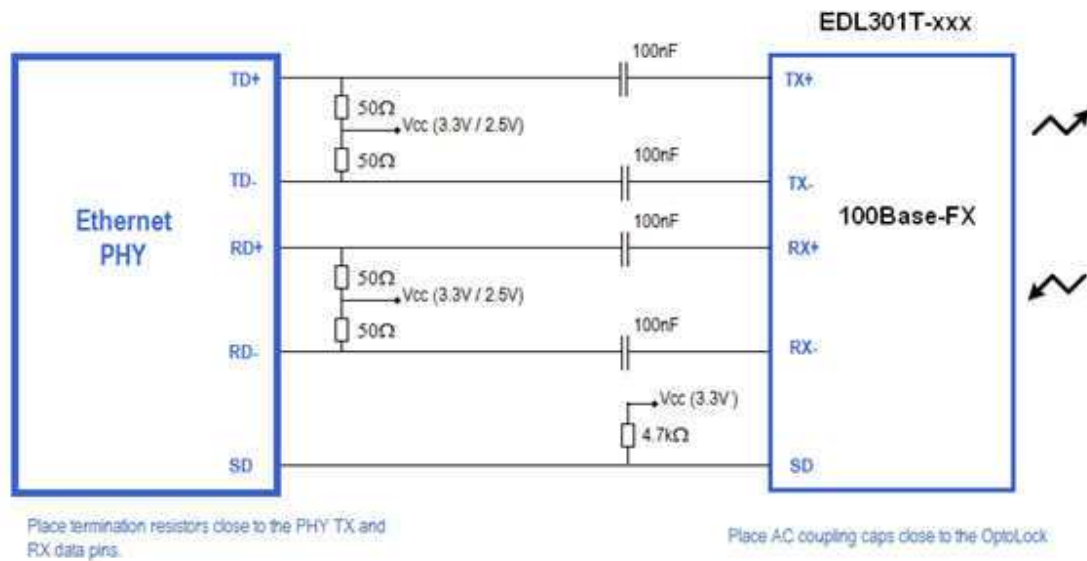 EDL301T-xxx
100nF
TD+
TX+
50Ω
Vcc (3.3V / 2.5V)
100nF
50Ω
TD-
TX-
Ethernet
PHY
100Base-FX
100nF
RD+
RX+
50Ω
Vcc (3.3V / 2.5V)
100nF
50Ω
RD-
RX-
Vcc (3.3V )
4.7kΩ
SD
SD
Place termination resistors close to the PHY TX and
RX data pins.
Place AC coupling caps close to the OptoLock